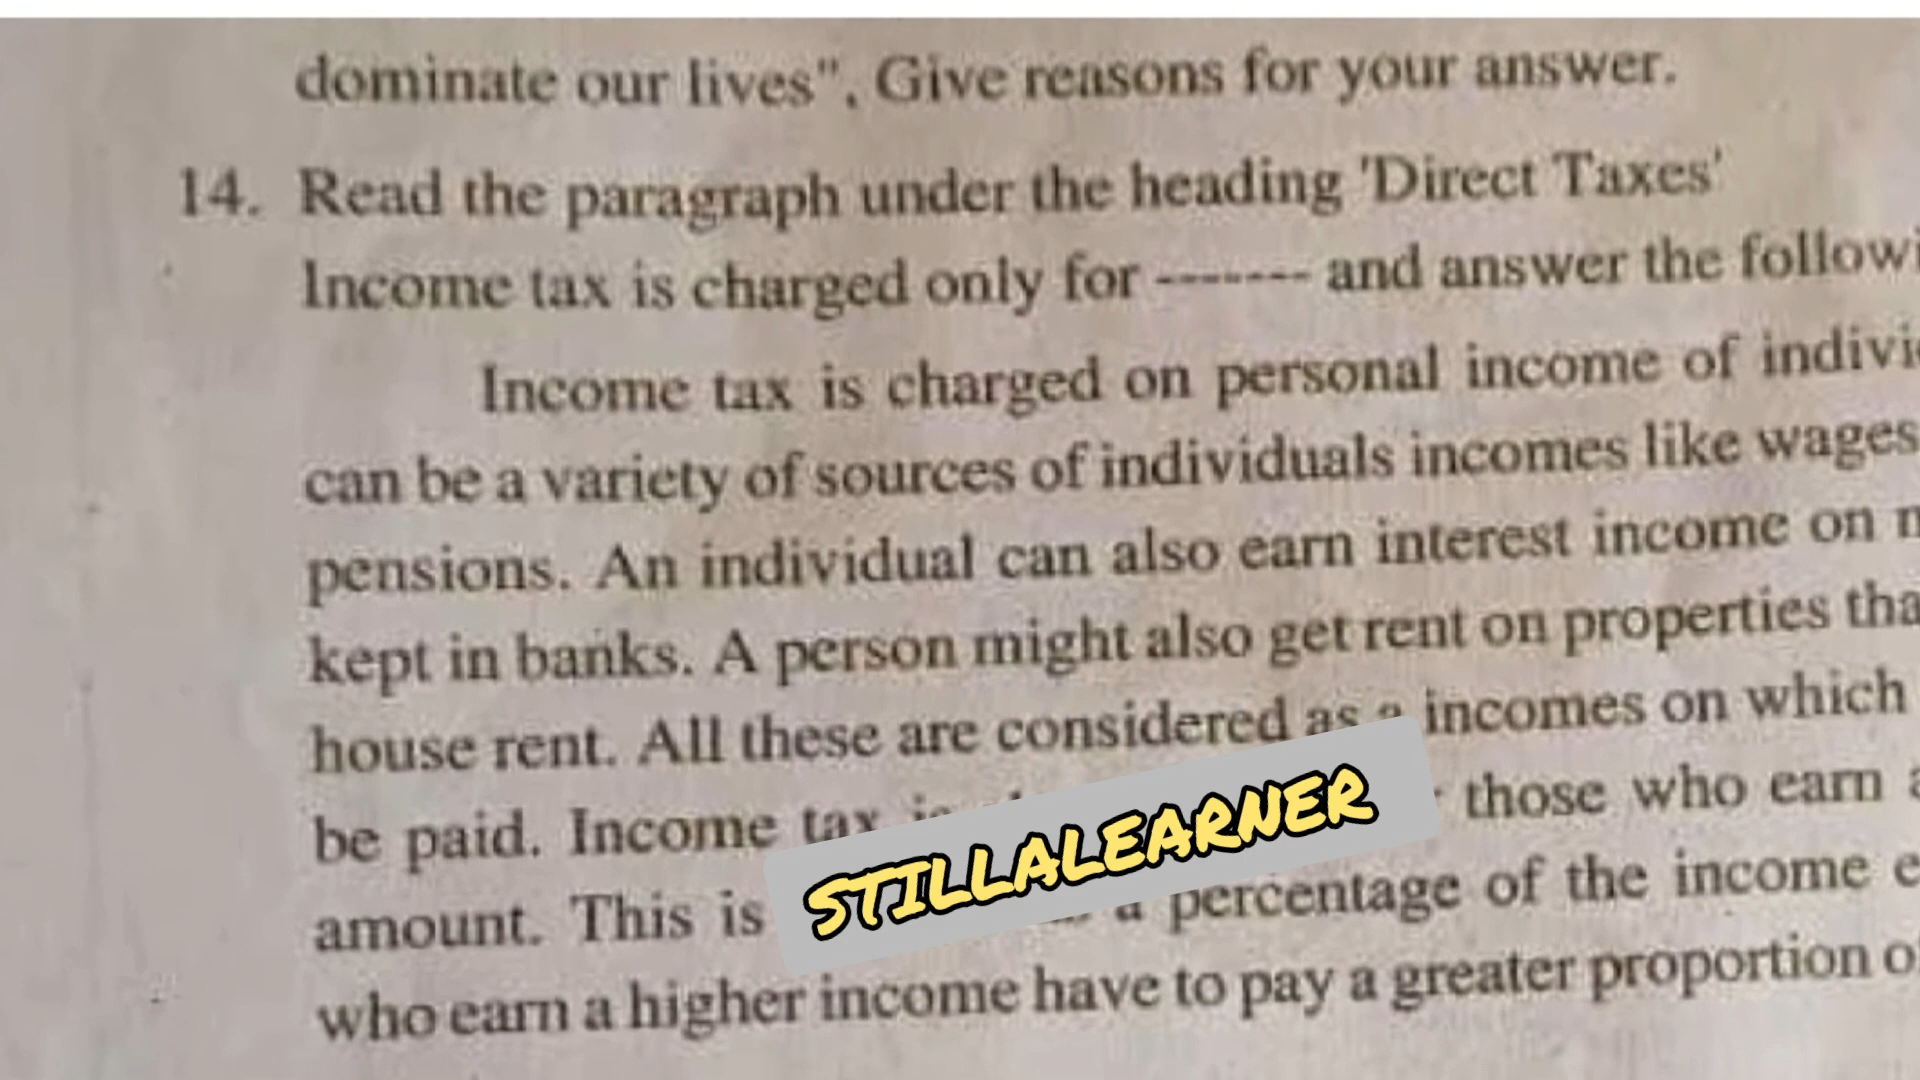 dominate our lives". Give reasons for your answer.
14. Read the paragraph under the heading 'Direct Taxes'
Income tax is charged only for ------- and answer the
Income tax is charged on personal income of
can be a variety of sources of individuals incomes like wages
pensions. An individual can also earn interest income on
kept in banks. A person might also get rent on properties
house rent. All these are considered as a incomes on which
be paid. Income tax is those who earn
amount. This is a percentage of the income
who earn a higher income have to pay a greater proportion
STILLALEARNER